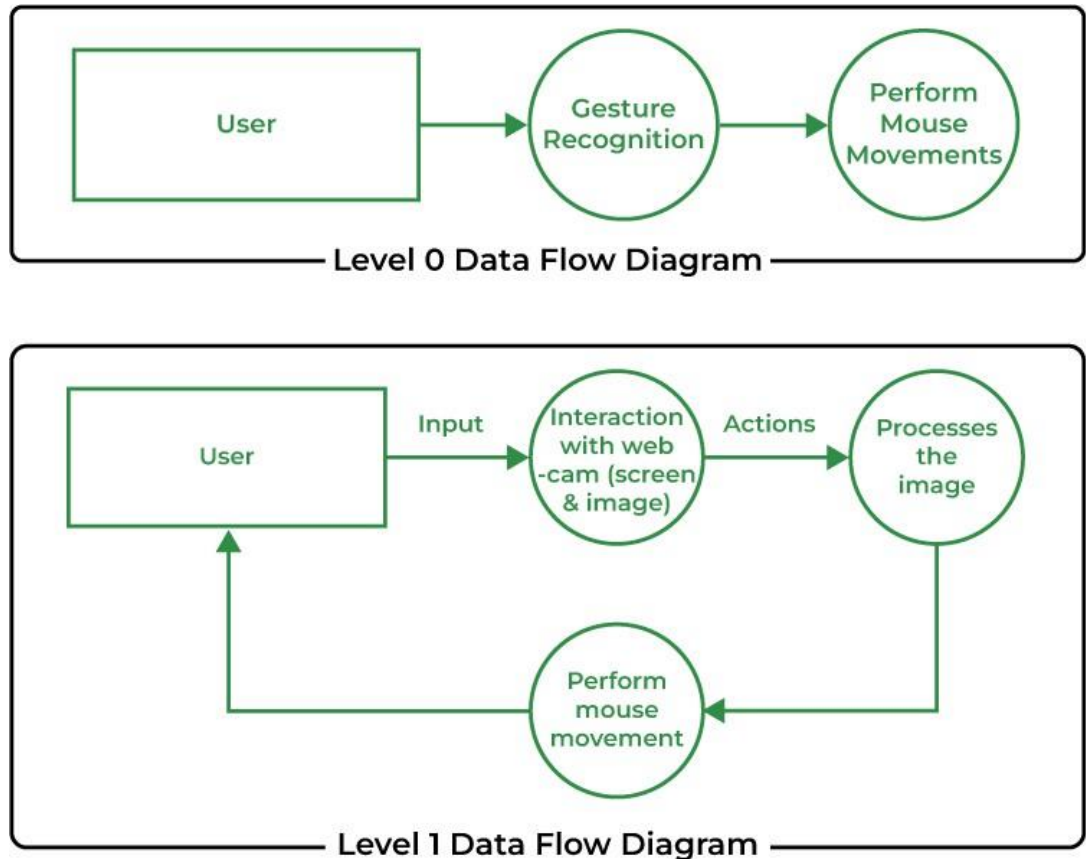 User
Gesture
Recognition
Perform
Mouse
Movements
Level 0 Data Flow Diagram
User
Input
Interaction
with web
-cam (screen
& image)
Actions
Processes
the
image
Perform
mouse
movement
Level 1 Data Flow Diagram